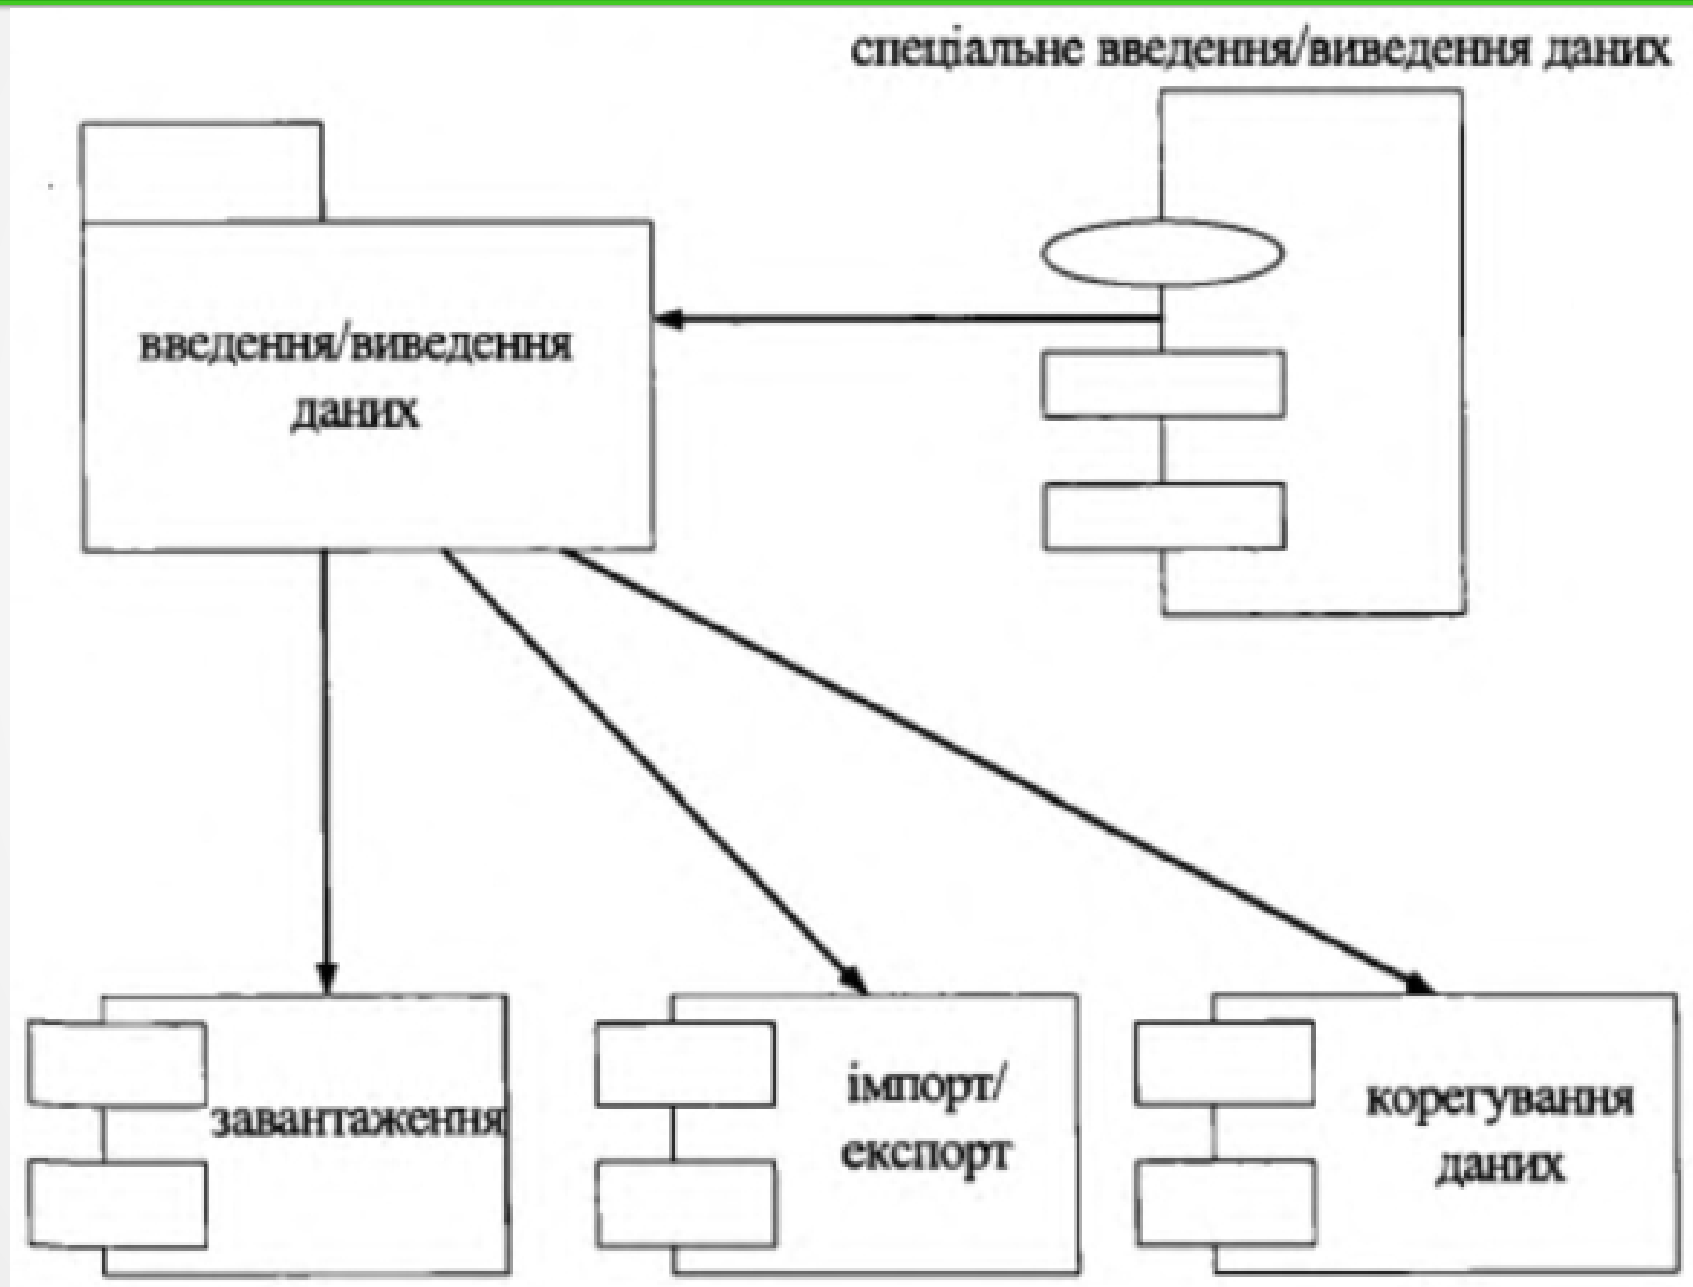 спеціальне введення/виведення даних
введення/виведення
даних
завантаження
імпорт/
експорт
корегування
даних